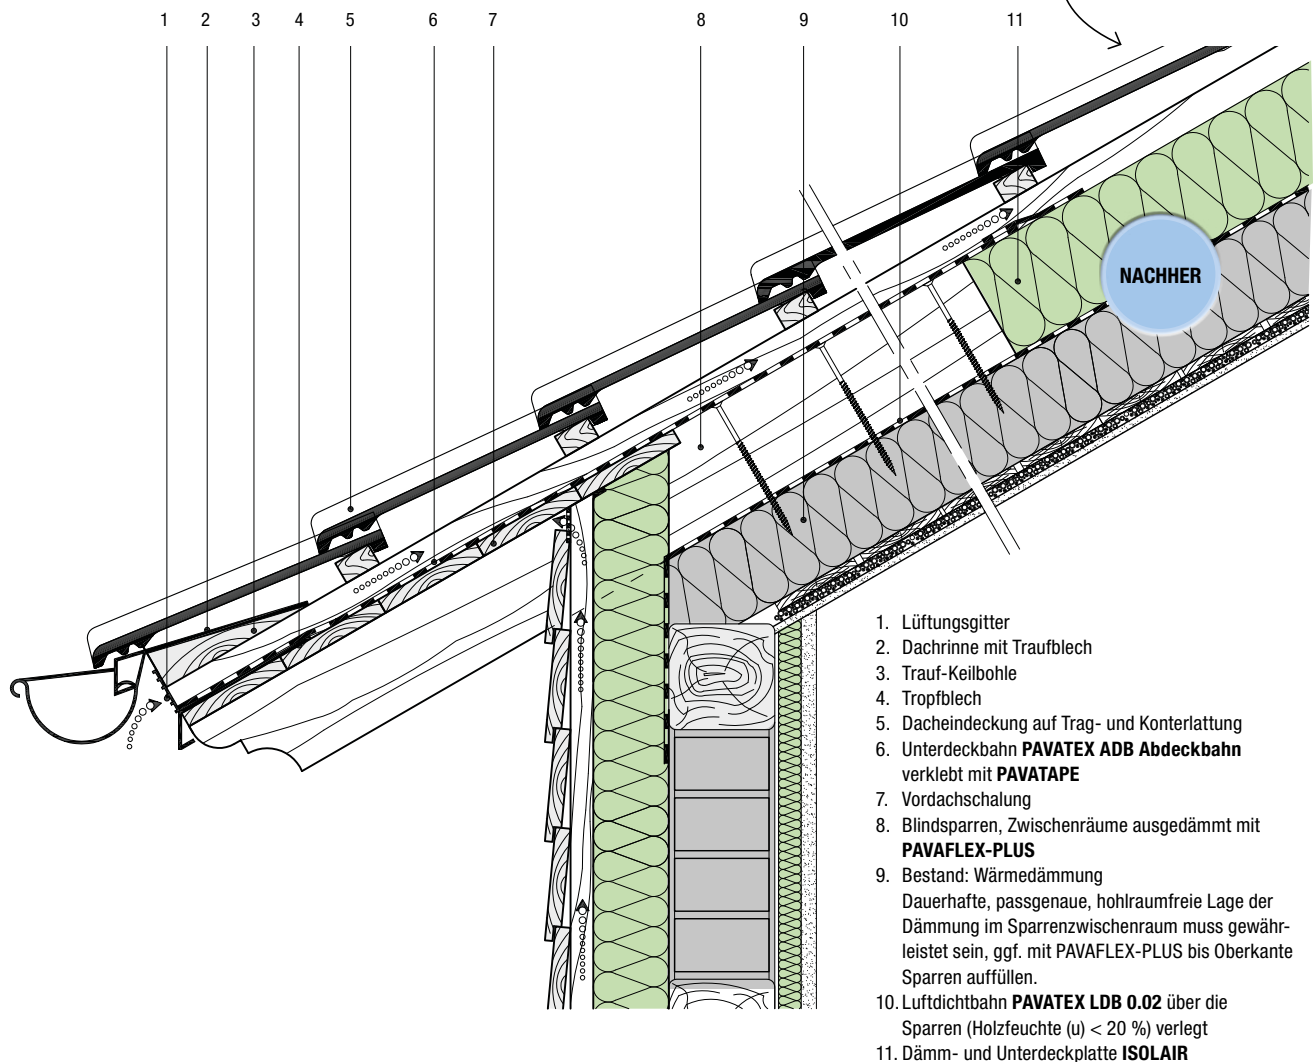 1 2 3 4 5 6 7 8 9 10 11
NACHHER
1. Lüftungsgitter
2. Dachrinne mit Traufblech
3. Trauf-Keilbohle
4. Tropfblech
5. Dacheindeckung auf Trag- und Konterlattung
6. Unterdeckbahn PAVATEX ADB Abdeckbahn
verklebt mit PAVATAPE
7. Vordachschalung
8. Blindsparren, Zwischenräume ausgedämmt mit
PAVAFLEX-PLUS
9. Bestand: Wärmedämmung
Dauerhafte, passgenaue, hohlraumfreie Lage der
Dämmung im Sparrenzwischenraum muss gewähr-
leistet sein, ggf. mit PAVAFLEX-PLUS bis Oberkante
Sparren auffüllen.
10. Luftdichtbahn PAVATEX LDB 0.02 über die
Sparren (Holzfeuchte (u) < 20 %) verlegt
11. Dämm- und Unterdeckplatte ISOLAIR